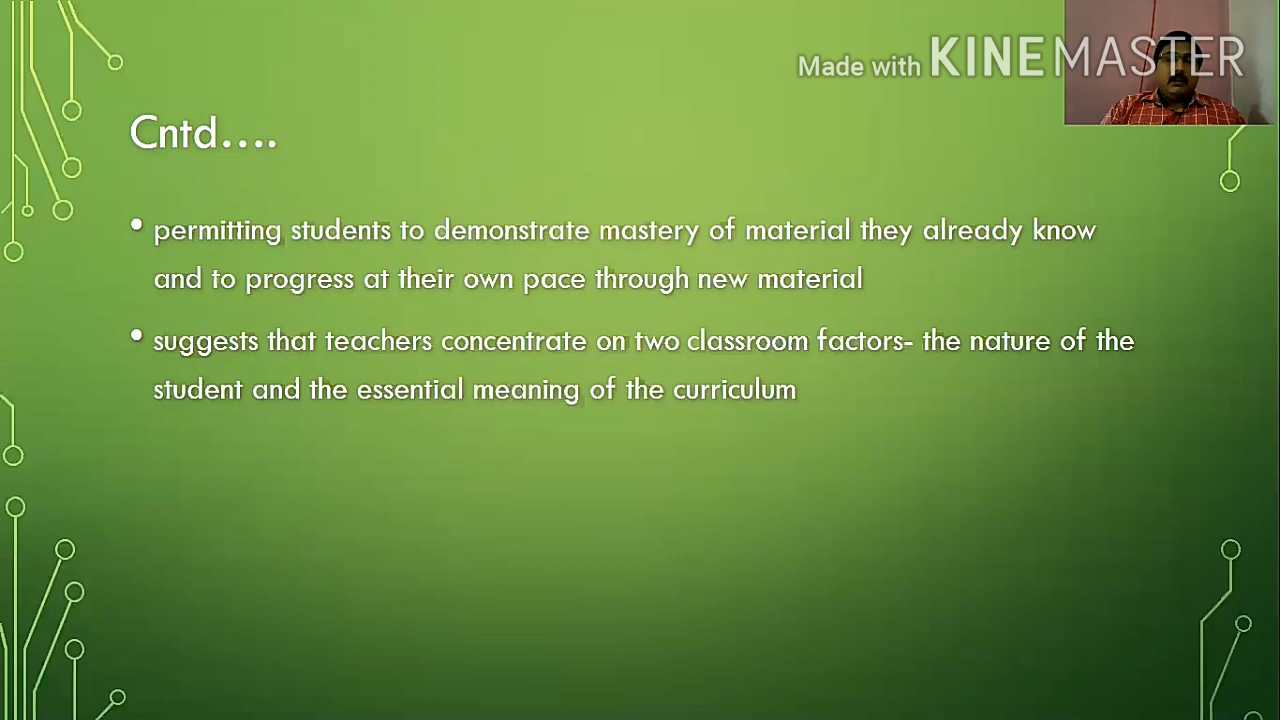 Made with KINEMASTER
Cntd....
• permitting students to demonstrate mastery of material they already know
and to progress at their own pace through new material
• suggests that teachers concentrate on two classroom factors- the nature of the
student and the essential meaning of the curriculum